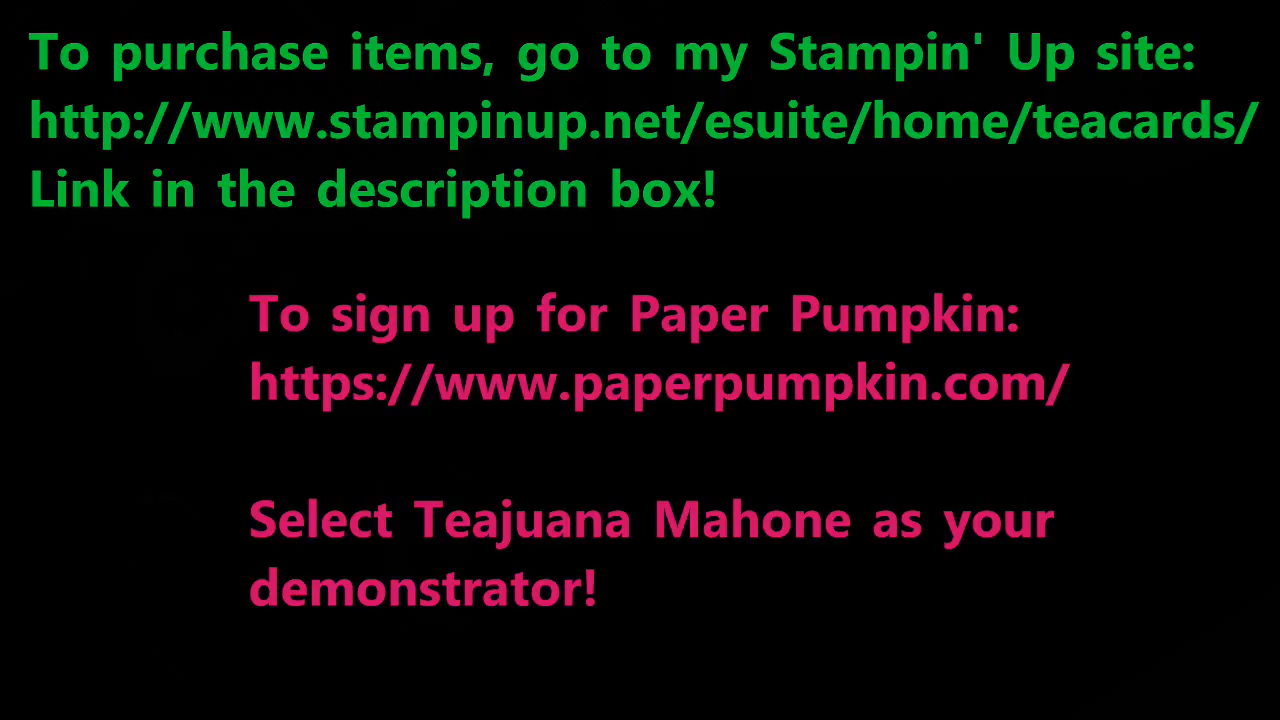 To purchase items, go to my Stampin' Up site:
http://www.stampinup.net/esuite/home/teacards/
Link in the description box!
To sign up for Paper Pumpkin:
https://www.paperpumpkin.com/
Select Teajuana Mahone as your
demonstrator!